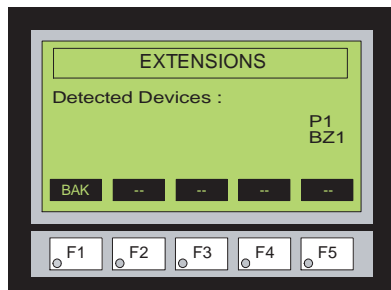 EXTENSIONS
Detected Devices :
P1
BZ1
BAK -- -- -- --
F1 F2 F3 F4 F5